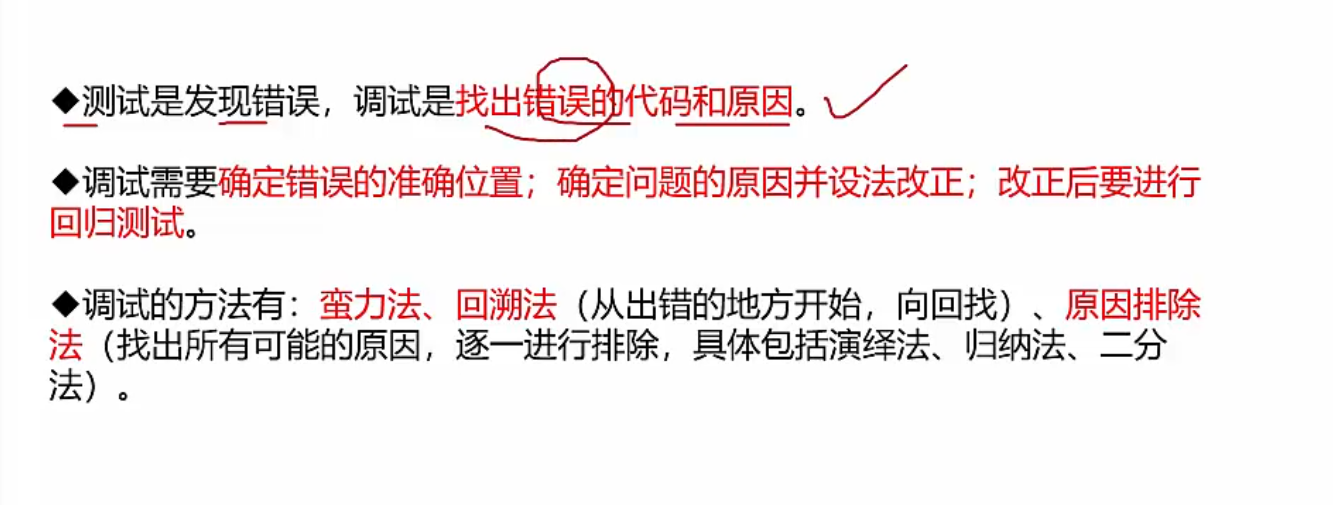 ◆测试是发现错误，调试是找出错误的代码和原因。
◆调试需要确定错误的准确位置；确定问题的原因并设法改正；改正后要进行
回归测试。
◆调试的方法有：蛮力法、回溯法（从出错的地方开始，向回找）、原因排除
法（找出所有可能的原因，逐一进行排除，具体包括演绎法、归纳法、二分
法）。